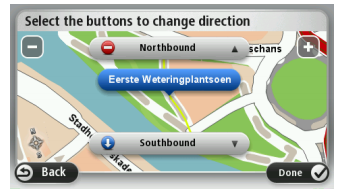 Select the buttons to change direction
Northbound
schans
Eerste Weteringplantsoen
Stadh
kade
Southbound
Back
Done